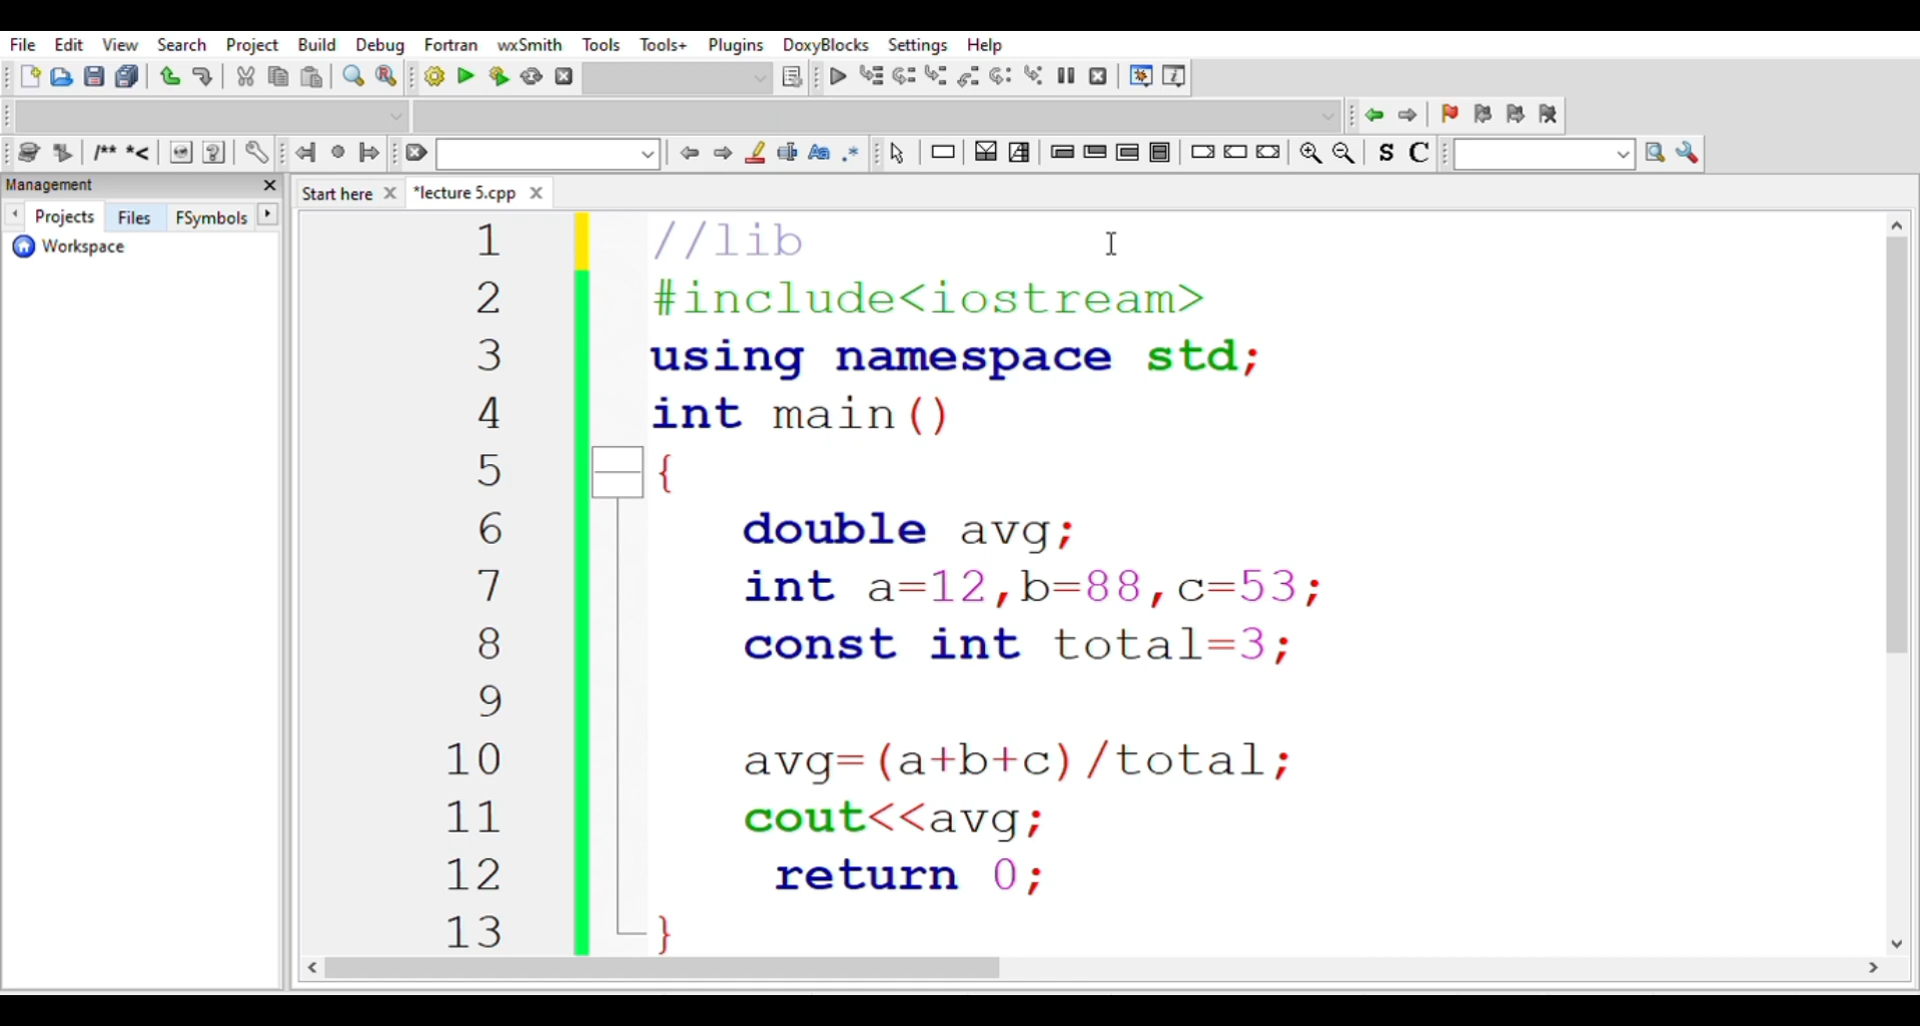 File Edit View Search Project Build Debug Fortran wxSmith Tools Tools+ Plugins DoxyBlocks Settings Help
/** *< Aa .* S C
Management
Start here *lecture 5.cpp
Projects Files FSymbols
Workspace
1 //lib
2 #include<iostream>
3 using namespace std;
4 int main()
5 {
6 double avg;
7 int a=12,b=88,c=53;
8 const int total=3;
9
10 avg=(a+b+c)/total;
11 cout<<avg;
12 return 0;
13 }